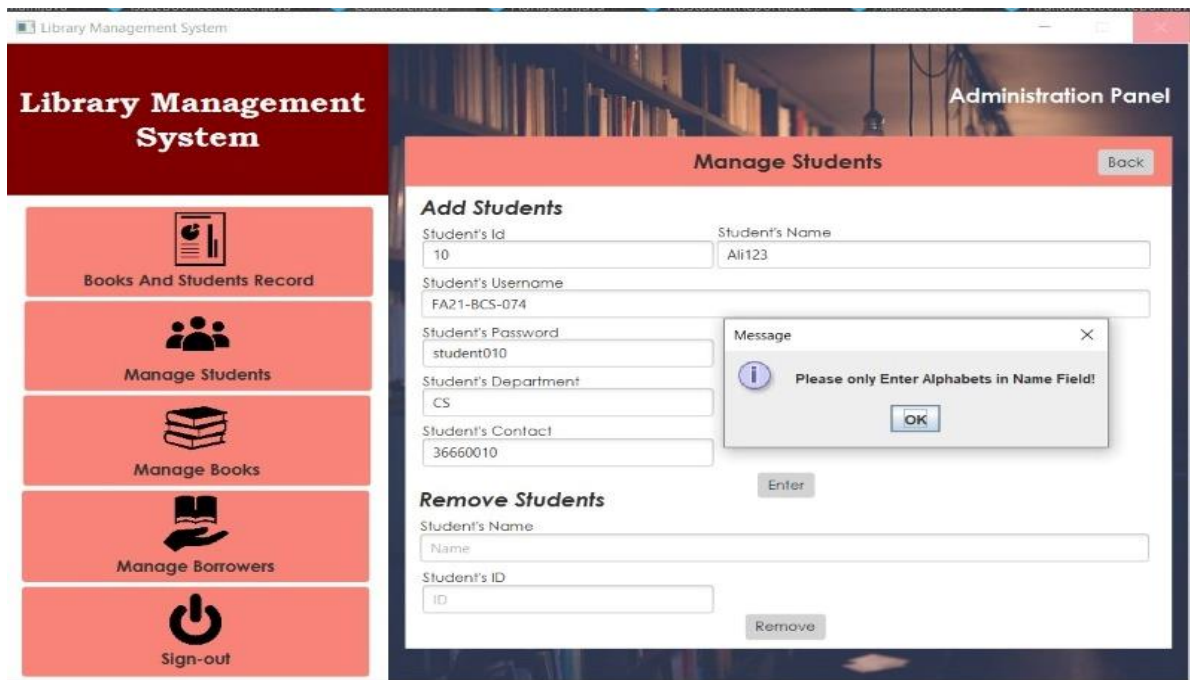 Library Management System
Library Management
System
Administration Panel
Manage Students
Back
Books And Students Record
Manage Students
Manage Books
Manage Borrowers
Sign-out
Add Students
Student's Id
Student's Name
10
Ali123
Student's Username
FA21-BCS-074
Student's Password
student010
Student's Department
CS
Student's Contact
36660010
Message
Please only Enter Alphabets in Name Field!
OK
Enter
Remove Students
Student's Name
Name
Student's ID
ID
Remove